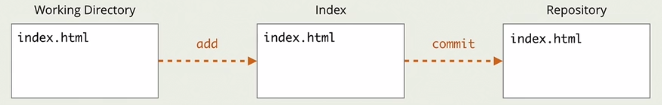 Working Directory
Index
Repository
index.html
add
index.html
commit
index.html